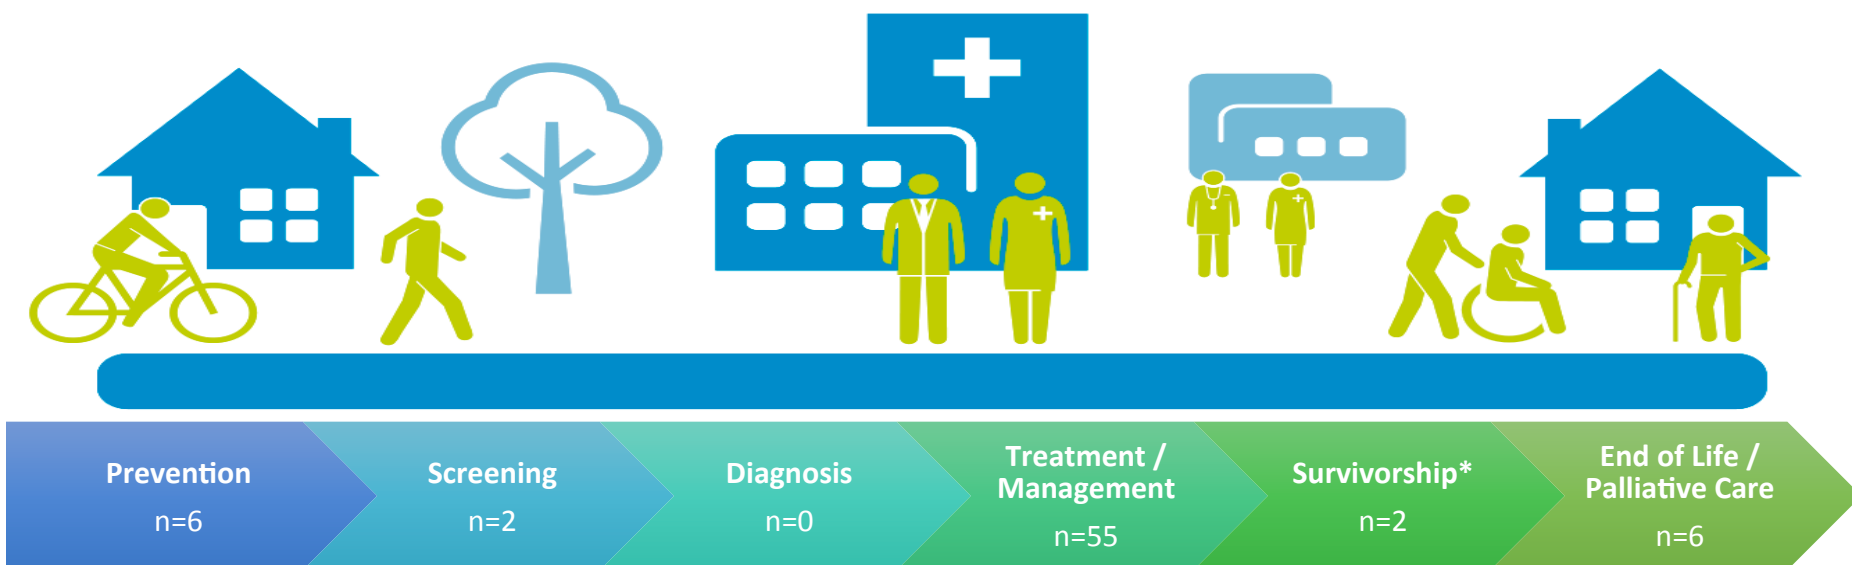 Prevention
n=6
Screening
n=2
Diagnosis
n=0
Treatment /
Management
n=55
Survivorship*
n=2
End of Life /
Palliative Care
n=6